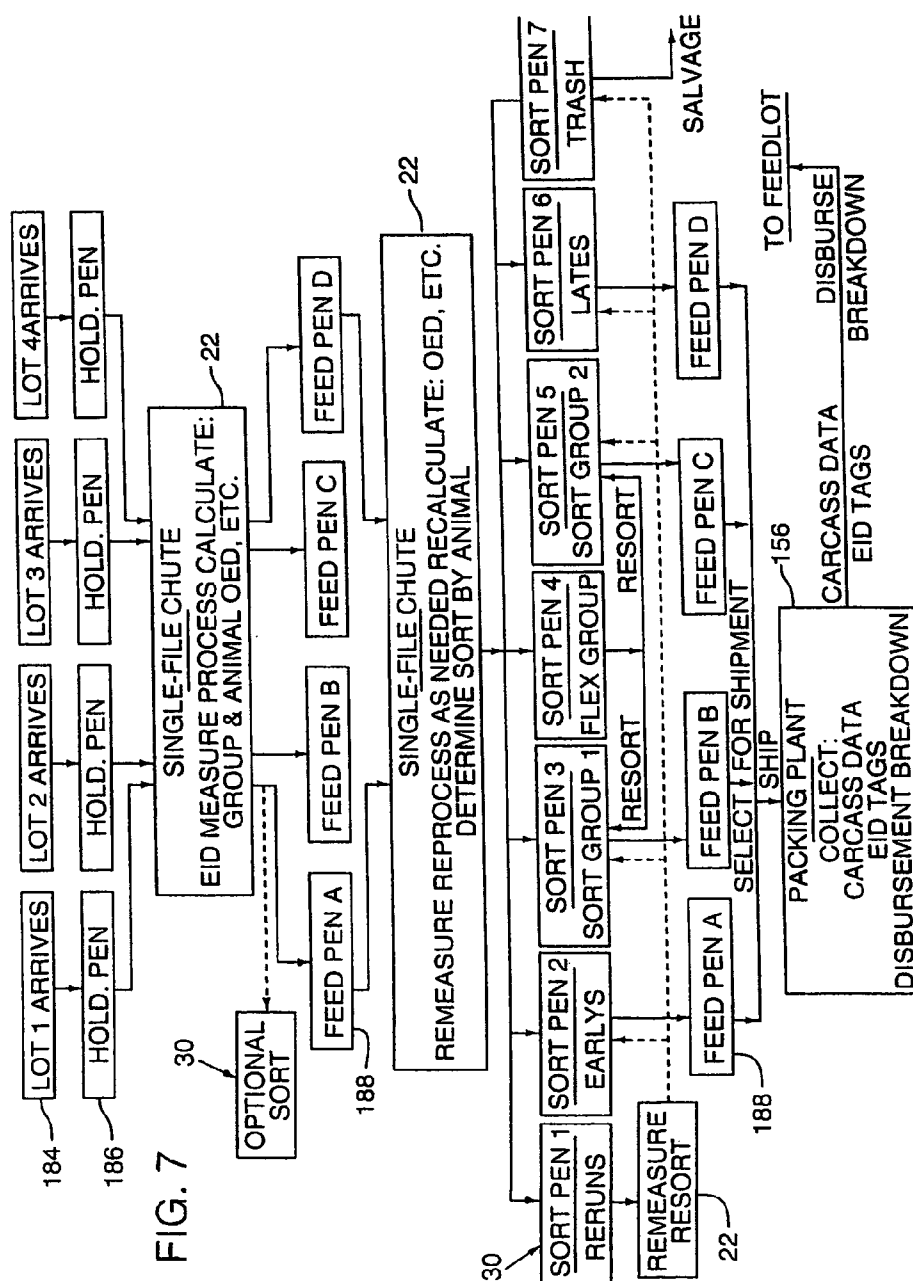 FIG. 7
LOT 1 ARRIVES
LOT 2 ARRIVES
LOT 3 ARRIVES
LOT 4ARRIVES
184
HOLD. PEN
HOLD. PEN
HOLD. PEN
HOLD. PEN
186
22
SINGLE-FILE CHUTE
EID MEASURE PROCESS CALCULATE:
GROUP & ANIMAL OED, ETC.
30
OPTIONAL
SORT
FEED PEN A
FEED PEN B
FEED PEN C
FEED PEN D
188
22
SINGLE-FILE CHUTE
REMEASURE REPROCESS AS NEEDED RECALCULATE: OED, ETC.
DETERMINE SORT BY ANIMAL
30
SORT PEN 1
RERUNS
SORT PEN 2
EARLYS
SORT PEN 3
SORT GROUP 1
SORT PEN 4
FLEX GROUP
SORT PEN 5
SORT GROUP 2
SORT PEN 6
LATES
SORT PEN 7
TRASH
RESORT
RESORT
SALVAGE
REMEASURE
RESORT
22
FEED PEN A
FEED PEN B
FEED PEN C
FEED PEN D
188
SELECT FOR SHIPMENT
SHIP
156
PACKING PLANT
COLLECT:
CARCASS DATA
EID TAGS
DISBURSEMENT BREAKDOWN
CARCASS DATA
EID TAGS
DISBURSE
BREAKDOWN
TO FEEDLOT